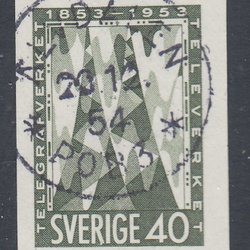 1853-1953
TELEGRAFVERKET
TELEVERKET
20.12.
54
SVERIGE 40